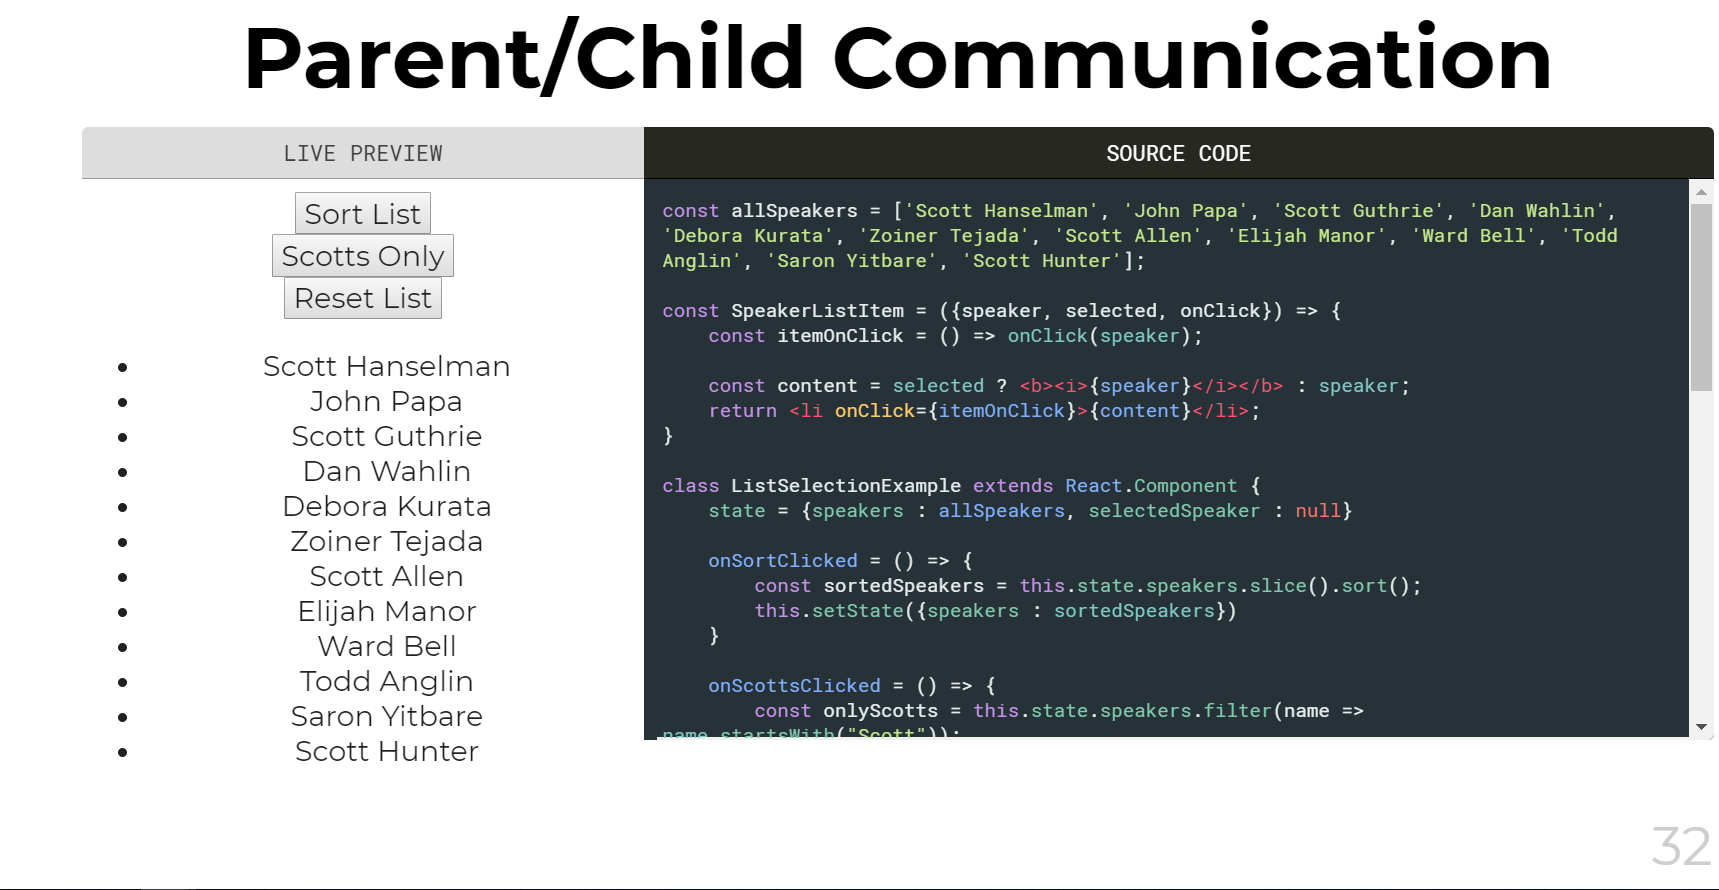 Parent/Child Communication
LIVE PREVIEW
SOURCE CODE
Sort List
Scotts Only
Reset List
Scott Hanselman
John Papa
Scott Guthrie
Dan Wahlin
Debora Kurata
Zoiner Tejada
Scott Allen
Elijah Manor
Ward Bell
Todd Anglin
Saron Yitbare
Scott Hunter
const allSpeakers = ['Scott Hanselman', 'John Papa', 'Scott Guthrie', 'Dan Wahlin',
'Debora Kurata', 'Zoiner Tejada', 'Scott Allen', 'Elijah Manor', 'Ward Bell', 'Todd
Anglin', 'Saron Yitbare', 'Scott Hunter'];
const SpeakerListItem = ({speaker, selected, onClick}) => {
const itemOnClick = () => onClick(speaker);
const content = selected ? <b><i>{speaker}</i></b> : speaker;
return <li onClick={itemOnClick}>{content}</li>;
}
class ListSelectionExample extends React.Component {
state = {speakers : allSpeakers, selectedSpeaker : null}
onSortClicked = () => {
const sortedSpeakers = this.state.speakers.slice().sort();
this.setState({speakers : sortedSpeakers})
}
onScottsClicked = () => {
const onlyScotts = this.state.speakers.filter(name =>
name.startsWith("Scott"));
32